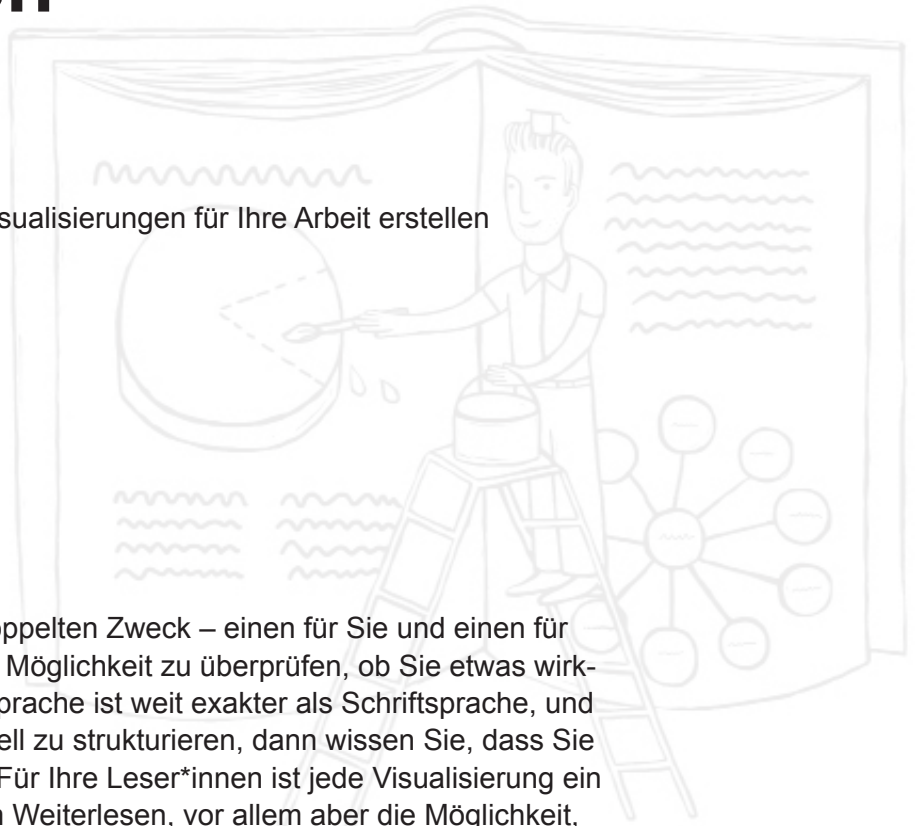 sualisierungen für Ihre Arbeit erstellen
oppelten Zweck – einen für Sie und einen für
Möglichkeit zu überprüfen, ob Sie etwas wirk-
prache ist weit exakter als Schriftsprache, und
ell zu strukturieren, dann wissen Sie, dass Sie
Für Ihre Leser*innen ist jede Visualisierung ein
n Weiterlesen, vor allem aber die Möglichkeit,